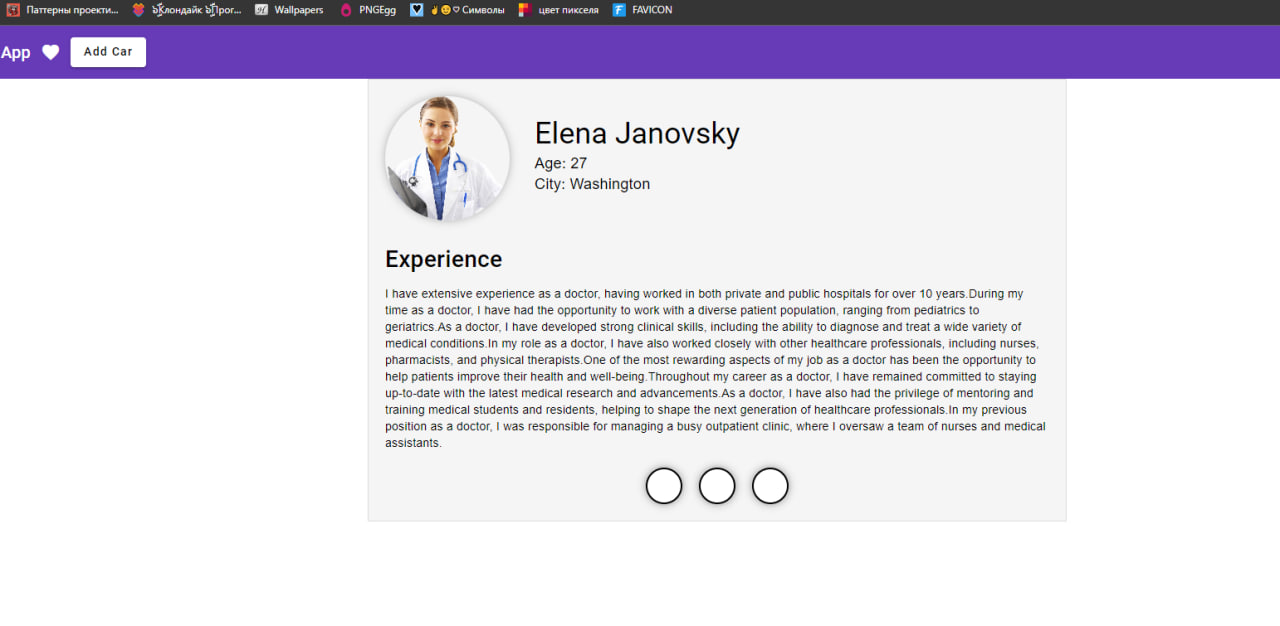 Паттерны проекти...
Wallpapers
PNGEgg
Символы
цвет пикселя
FAVICON
App
Add Car
Elena Janovsky
Age: 27
City: Washington
Experience
I have extensive experience as a doctor, having worked in both private and public hospitals for over 10 years.During my
time as a doctor, I have had the opportunity to work with a diverse patient population, ranging from pediatrics to
geriatrics.As a doctor, I have developed strong clinical skills, including the ability to diagnose and treat a wide variety of
medical conditions.In my role as a doctor, I have also worked closely with other healthcare professionals, including nurses,
pharmacists, and physical therapists.One of the most rewarding aspects of my job as a doctor has been the opportunity to
help patients improve their health and well-being.Throughout my career as a doctor, I have remained committed to staying
up-to-date with the latest medical research and advancements.As a doctor, I have also had the privilege of mentoring and
training medical students and residents, helping to shape the next generation of healthcare professionals.In my previous
position as a doctor, I was responsible for managing a busy outpatient clinic, where I oversaw a team of nurses and medical
assistants.